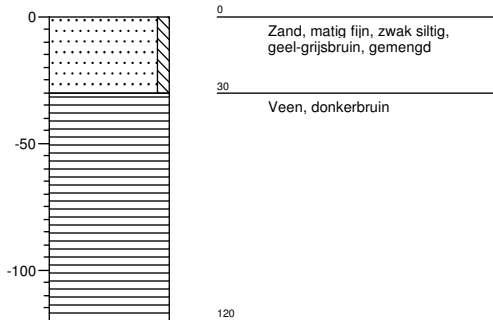 0
0
Zand, matig fijn, zwak siltig,
geel-grijsbruin, gemengd
30
Veen, donkerbruin
-50
-100
120